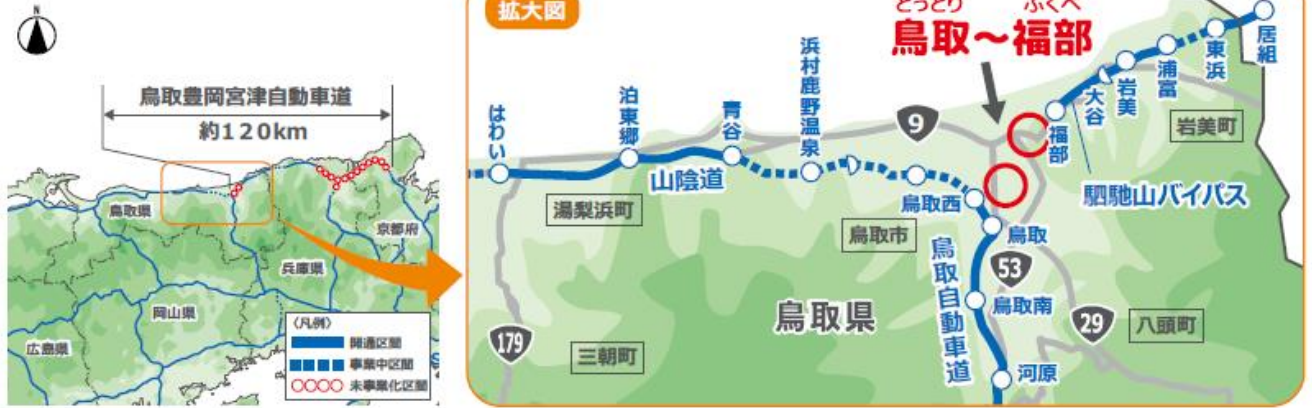 N
鳥取豊岡宮津自動車道
約120km
鳥取県
京都府
兵庫県
岡山県
広島県
〈凡例〉
開通区間
事業中区間
未事業化区間
拡大図
とっとり ふくべ
鳥取~福部
はわい
泊東郷
青谷
浜村鹿野温泉
9
福部
大谷
岩美
浦富
東浜
居組
岩美町
山陰道
湯梨浜町
鳥取西
鳥取市
鳥取
駟馳山バイパス
鳥取自動車道
53
鳥取南
鳥取県
29
八頭町
179
三朝町
河原